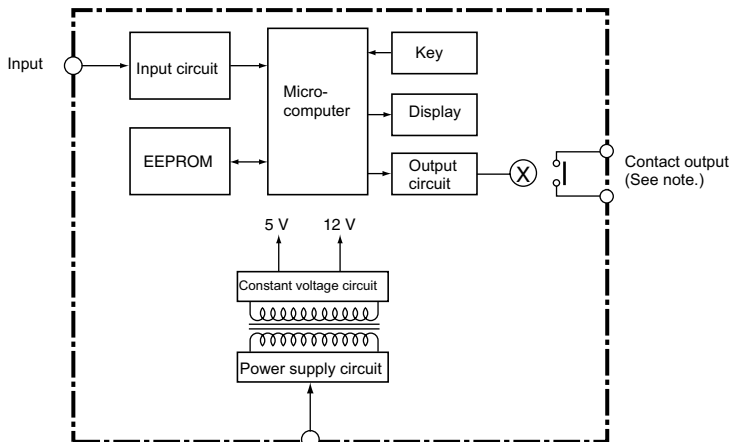 Input
Input circuit
Micro-
computer
Key
Display
EEPROM
Output
circuit
X
Contact output
(See note.)
5 V
12 V
Constant voltage circuit
Power supply circuit